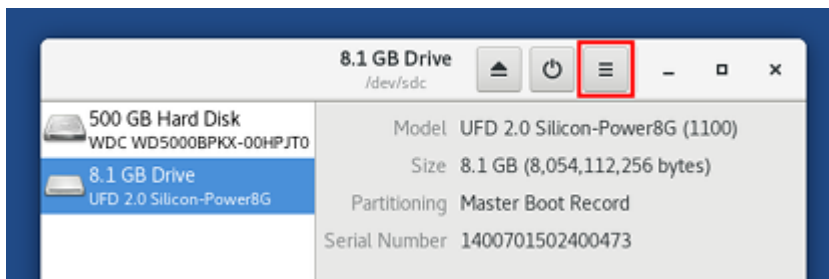 8.1 GB Drive
/dev/sdc
500 GB Hard Disk
WDC WD5000BPKX-00HPJT0
8.1 GB Drive
UFD 2.0 Silicon-Power8G
Model UFD 2.0 Silicon-Power8G (1100)
Size 8.1 GB (8,054,112,256 bytes)
Partitioning Master Boot Record
Serial Number 1400701502400473